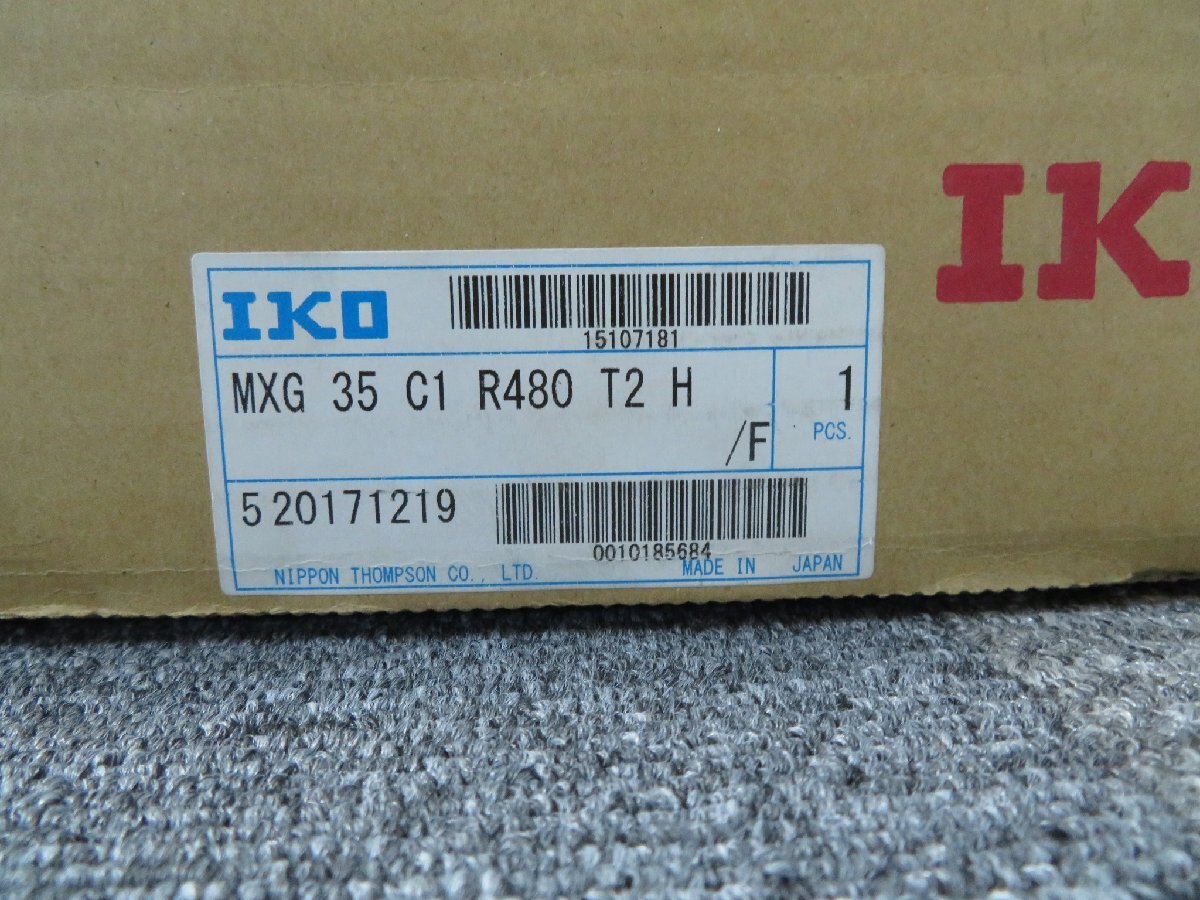 IK
IKO
15107181
MXG 35 C1 R480 T2 H
/F
1
PCS.
5 20171219
0010185684
NIPPON THOMPSON CO., LTD.
MADE IN JAPAN